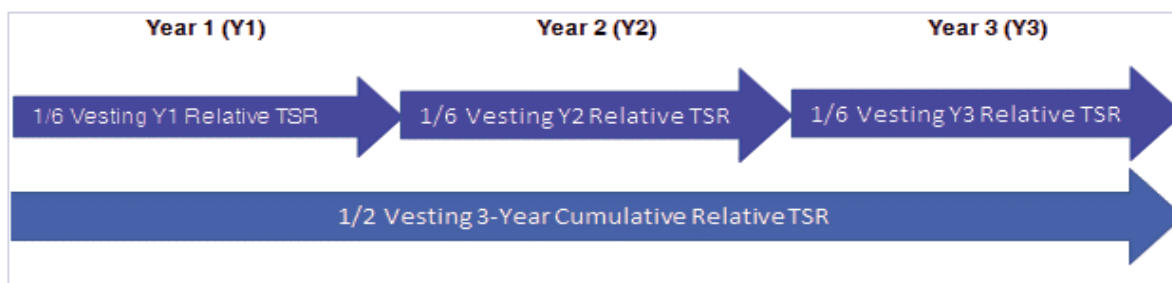 Year 1 (Y1) Year 2 (Y2) Year 3 (Y3)
1/6 Vesting Y1 Relative TSR 1/6 Vesting Y2 Relative TSR 1/6 Vesting Y3 Relative TSR
1/2 Vesting 3-Year Cumulative Relative TSR